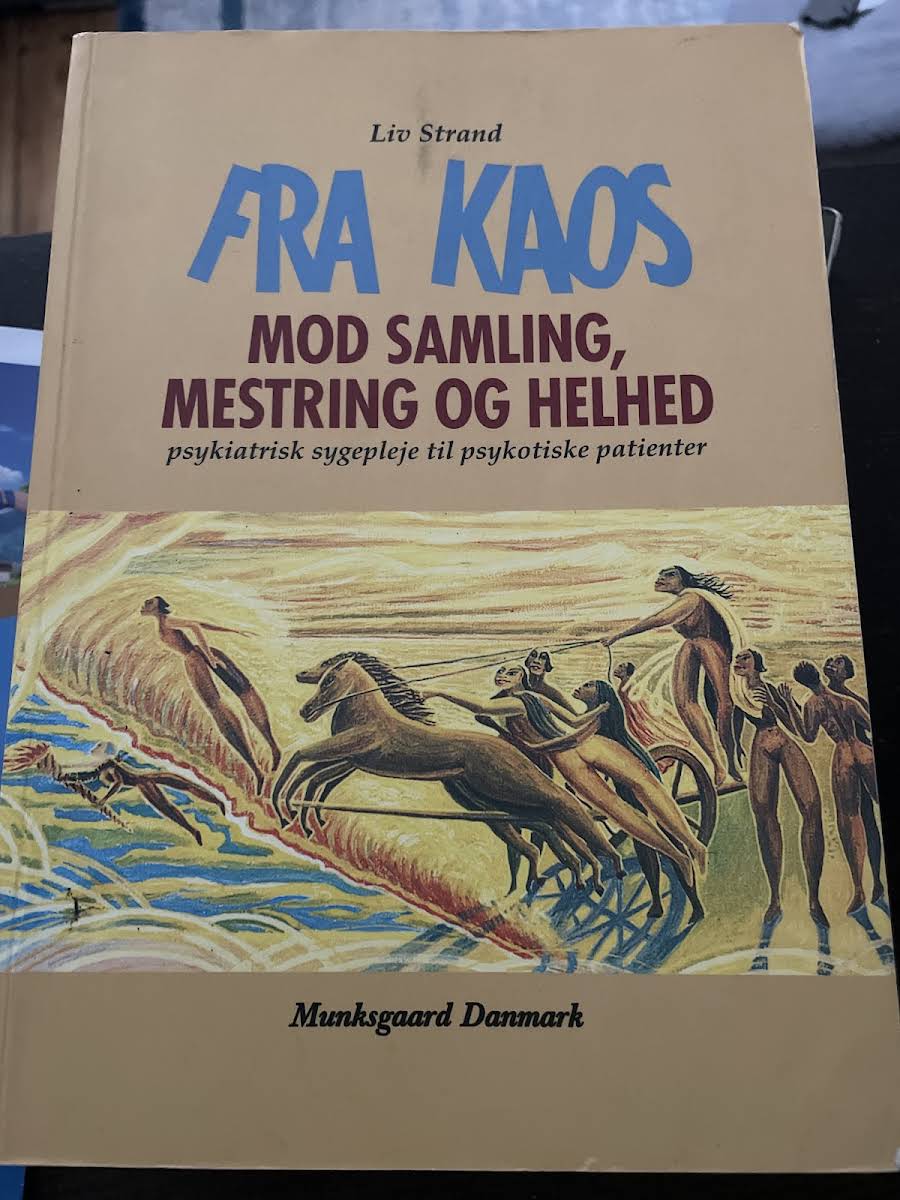 Liv Strand
FRA KAOS
MOD SAMLING,
MESTRING OG HELHED
psykiatrisk sygepleje til psykotiske patienter
Munksgaard Danmark